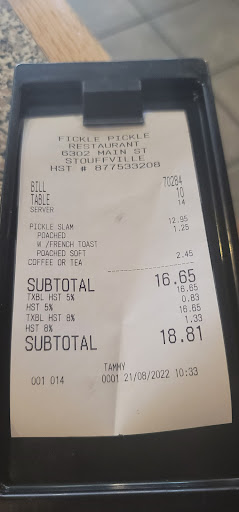 FICKLE PICKLE
RESTAURANT
6302 MAIN ST
STOUFFVILLE
HST # 877533208
BILL 70284
TABLE 10
SERVER 14
PICKLE SLAM 12.95
POACHED 1.25
W /FRENCH TOAST
POACHED SOFT
COFFEE OR TEA 2.45
SUBTOTAL 16.65
TXBL HST 5% 16.65
HST 5% 0.83
TXBL HST 8% 16.65
HST 8% 1.33
SUBTOTAL 18.81
TAMMY
001 014 0001 21/08/2022 10:33